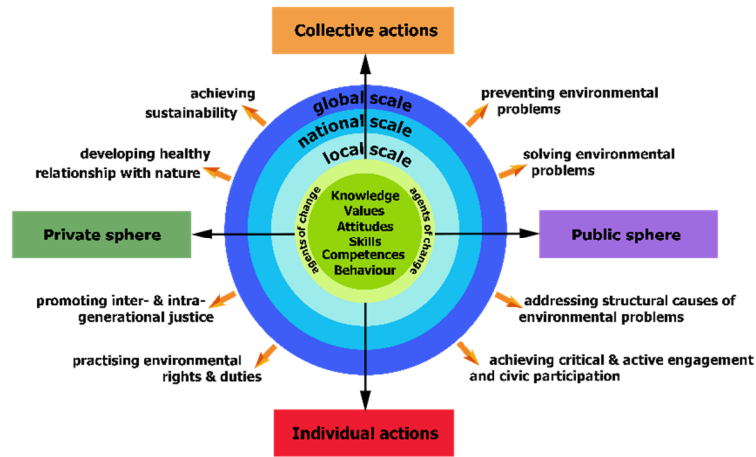 Collective actions
achieving
sustainability
global scale
preventing environmental
problems
national scale
developing healthy
relationship with nature
local scale
solving environmental
problems
Private sphere
agents of change
Knowledge
Values
Attitudes
Skills
Competences
Behaviour
agents of change
Public sphere
promoting inter- & intra-
generational justice
addressing structural causes of
environmental problems
practising environmental
rights & duties
achieving critical & active engagement
and civic participation
Individual actions